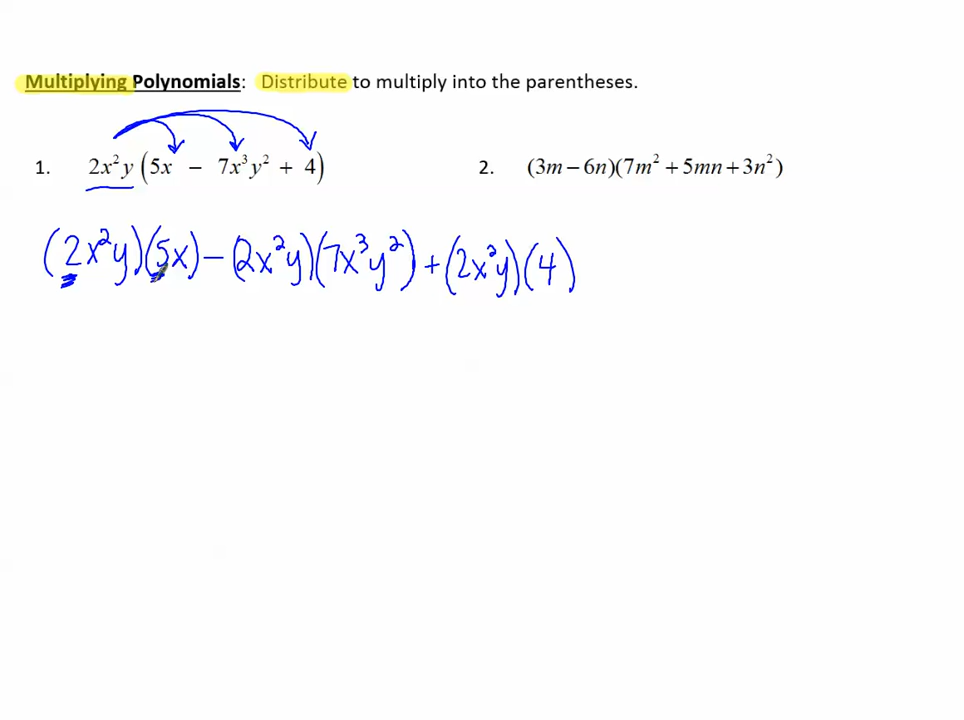 Multiplying Polynomials: Distribute to multiply into the parentheses.
1. 2x²y (5x − 7x³y² + 4)
2. (3m − 6n)(7m² + 5mn + 3n²)
(2x²y)(5x) − (2x²y)(7x³y²) + (2x²y)(4)